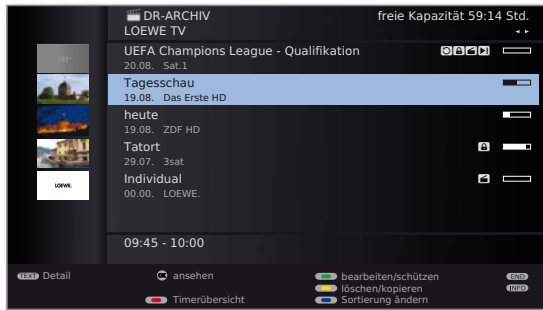 DR-ARCHIV freie Kapazität 59:14 Std.
LOEWE TV
UEFA Champions League - Qualifikation
20.08. Sat.1
Tagesschau
19.08. Das Erste HD
heute
19.08. ZDF HD
Tatort
29.07. 3sat
Individual
00.00. LOEWE.
LOEWE.
09:45 - 10:00
TEXT Detail
OK ansehen
bearbeiten/schützen END
löschen/kopieren INFO
Timerübersicht
Sortierung ändern